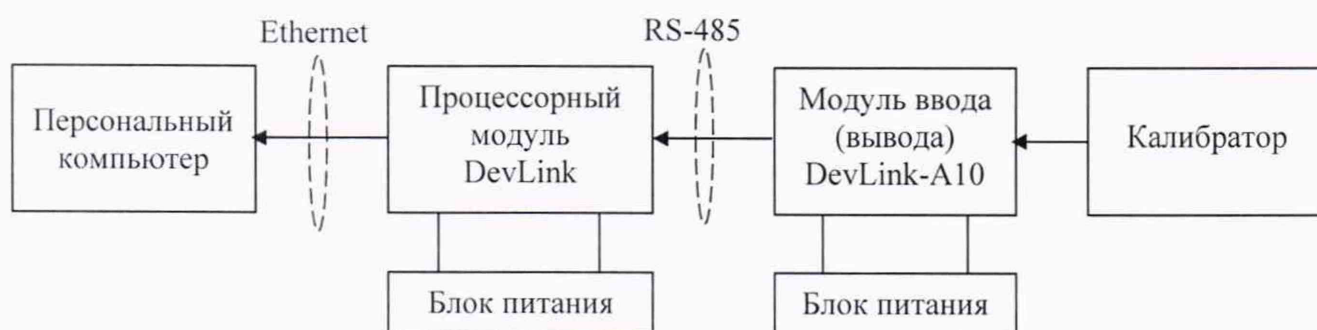 Ethernet
RS-485
Персональный
компьютер
Процессорный
модуль
DevLink
Модуль ввода
(вывода)
DevLink-A10
Калибратор
Блок питания
Блок питания